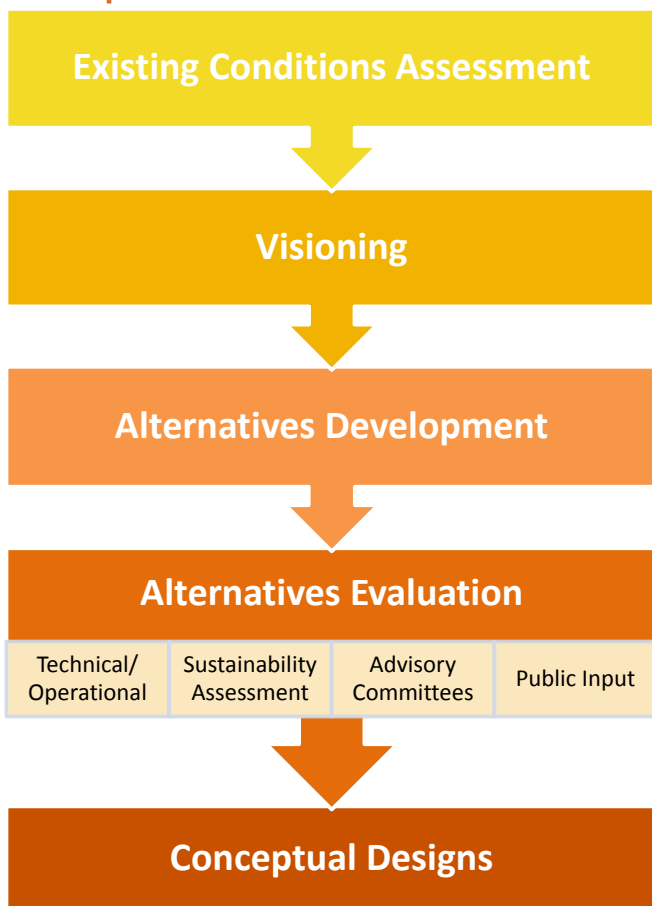 Existing Conditions Assessment
Visioning
Alternatives Development
Alternatives Evaluation
Technical/
Operational
Sustainability
Assessment
Advisory
Committees
Public Input
Conceptual Designs